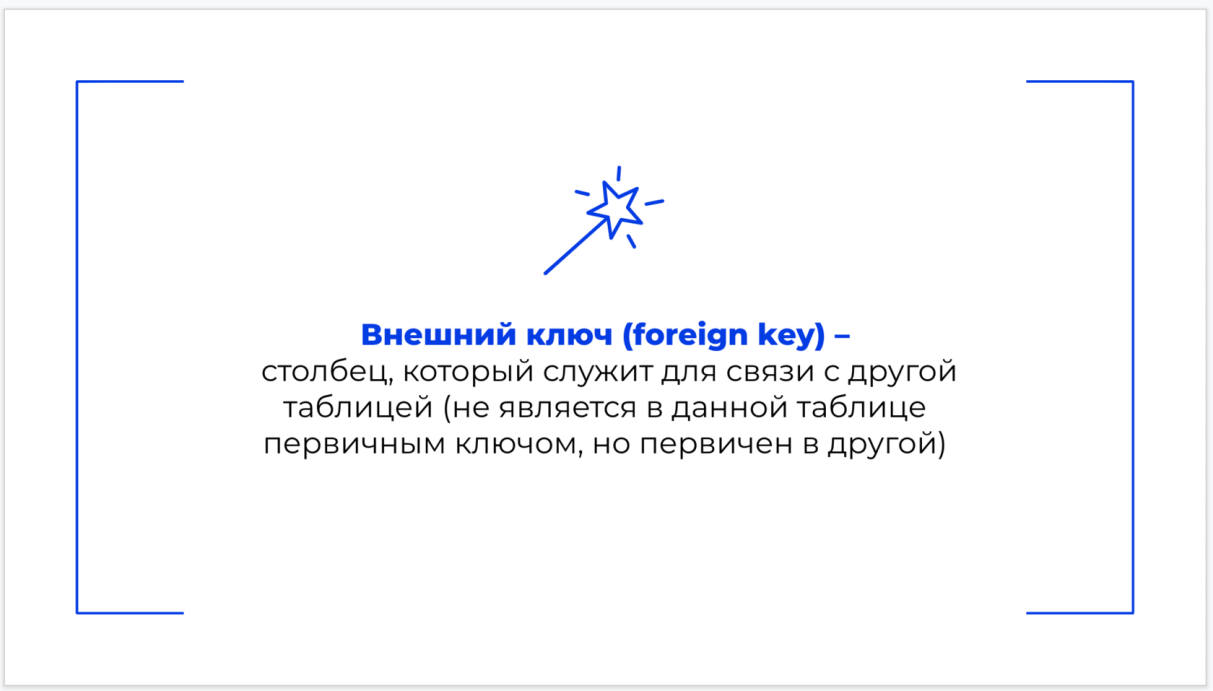 Внешний ключ (foreign key) –
столбец, который служит для связи с другой
таблицей (не является в данной таблице
первичным ключом, но первичен в другой)